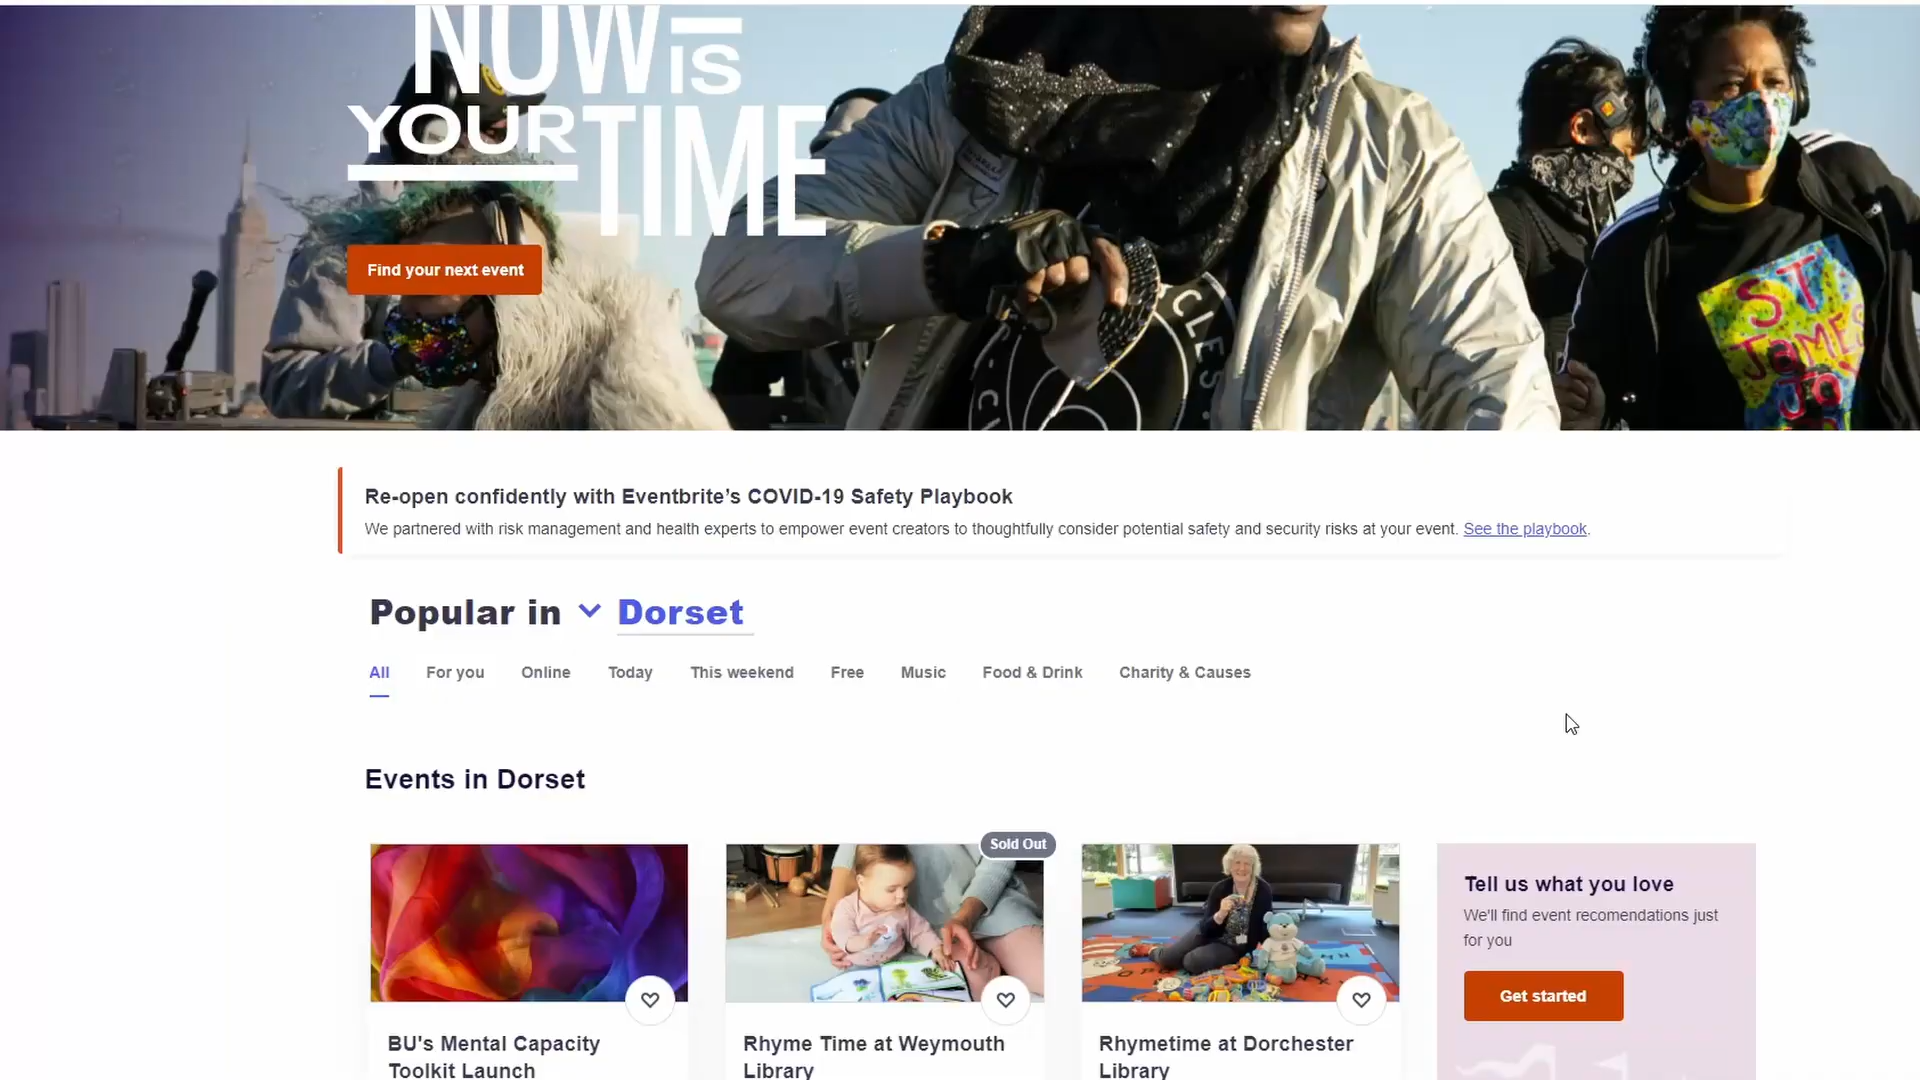 NOW IS
YOUR TIME
Find your next event
CLES.
ST
JAMES
JO
Re-open confidently with Eventbrite’s COVID-19 Safety Playbook
We partnered with risk management and health experts to empower event creators to thoughtfully consider potential safety and security risks at your event. See the playbook.
Popular in Dorset
All For you Online Today This weekend Free Music Food & Drink Charity & Causes
Events in Dorset
Sold Out
Tell us what you love
We'll find event recomendations just
for you
Get started
BU's Mental Capacity
Toolkit Launch
Rhyme Time at Weymouth
Library
Rhymetime at Dorchester
Library